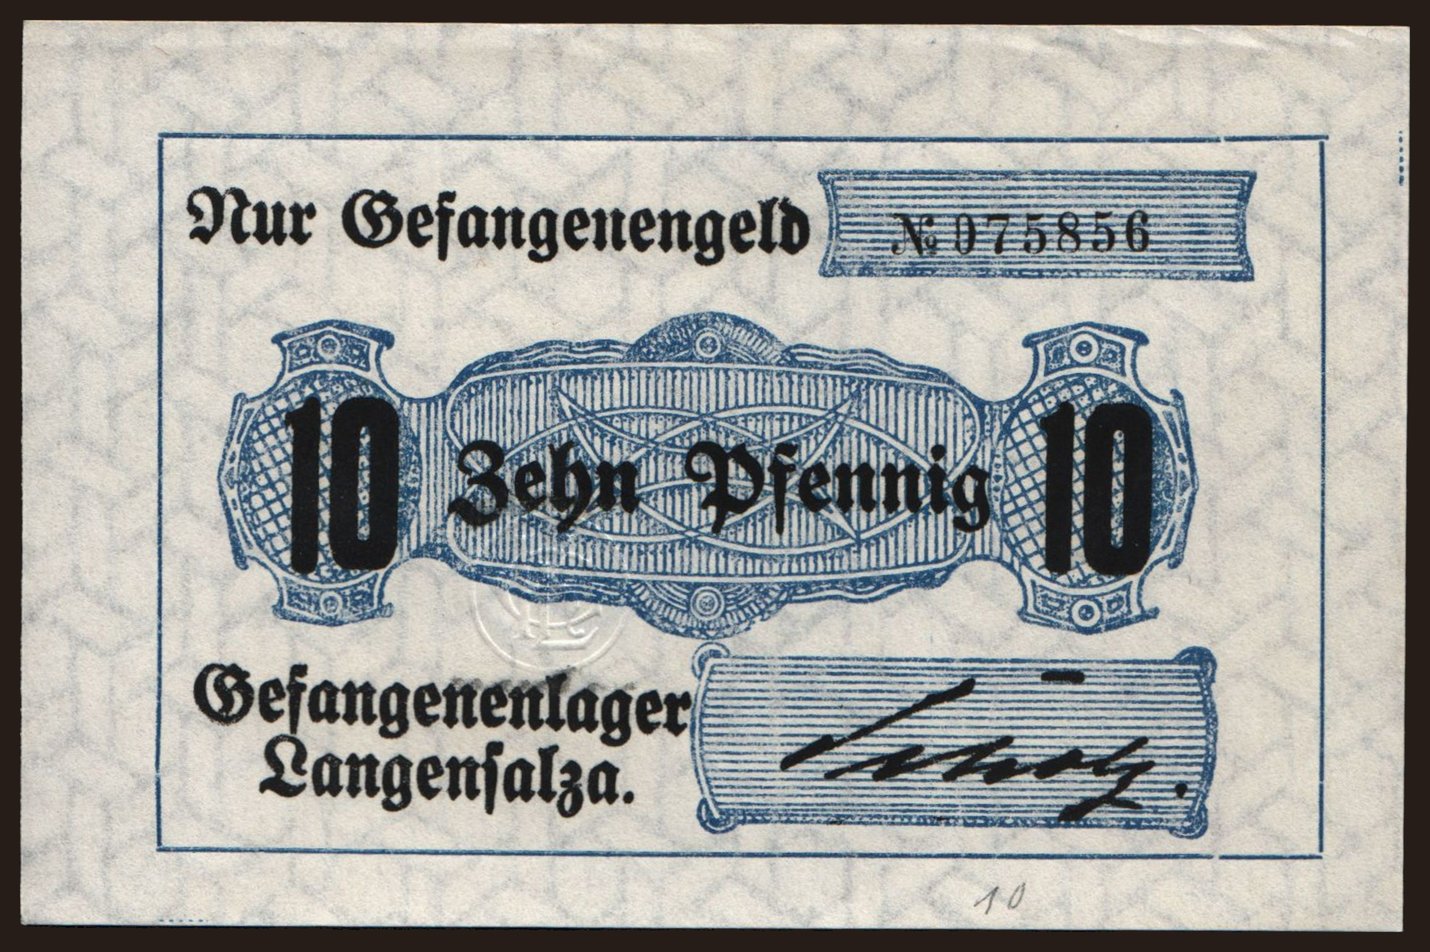 Nur Gefangenengeld
№ 075856
10 Zehn Pfennig 10
Gefangenenlager
Langensalza.
10